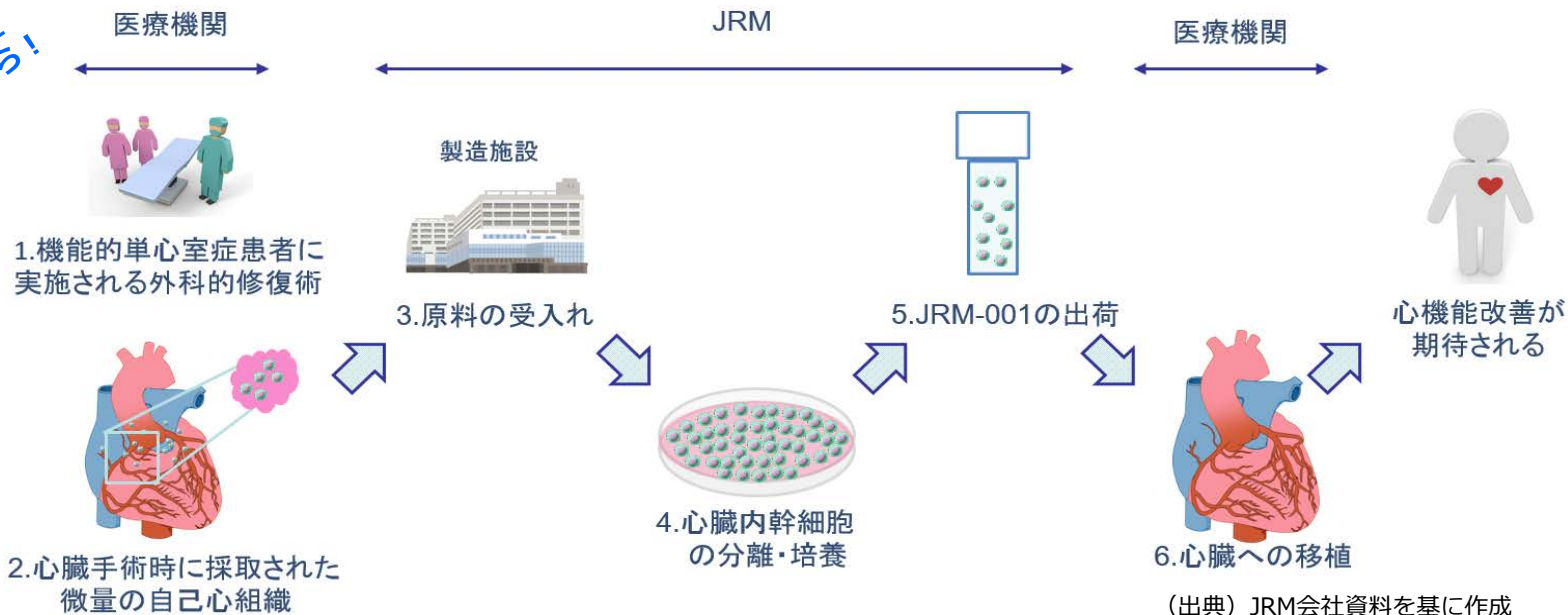 医療機関
JRM
医療機関
ら!
1.機能的単心室症患者に
実施される外科的修復術
2.心臓手術時に採取された
微量の自己心組織
製造施設
3.原料の受入れ
4.心臓内幹細胞
の分離・培養
5.JRM-001の出荷
6.心臓への移植
心機能改善が
期待される
（出典）JRM会社資料を基に作成